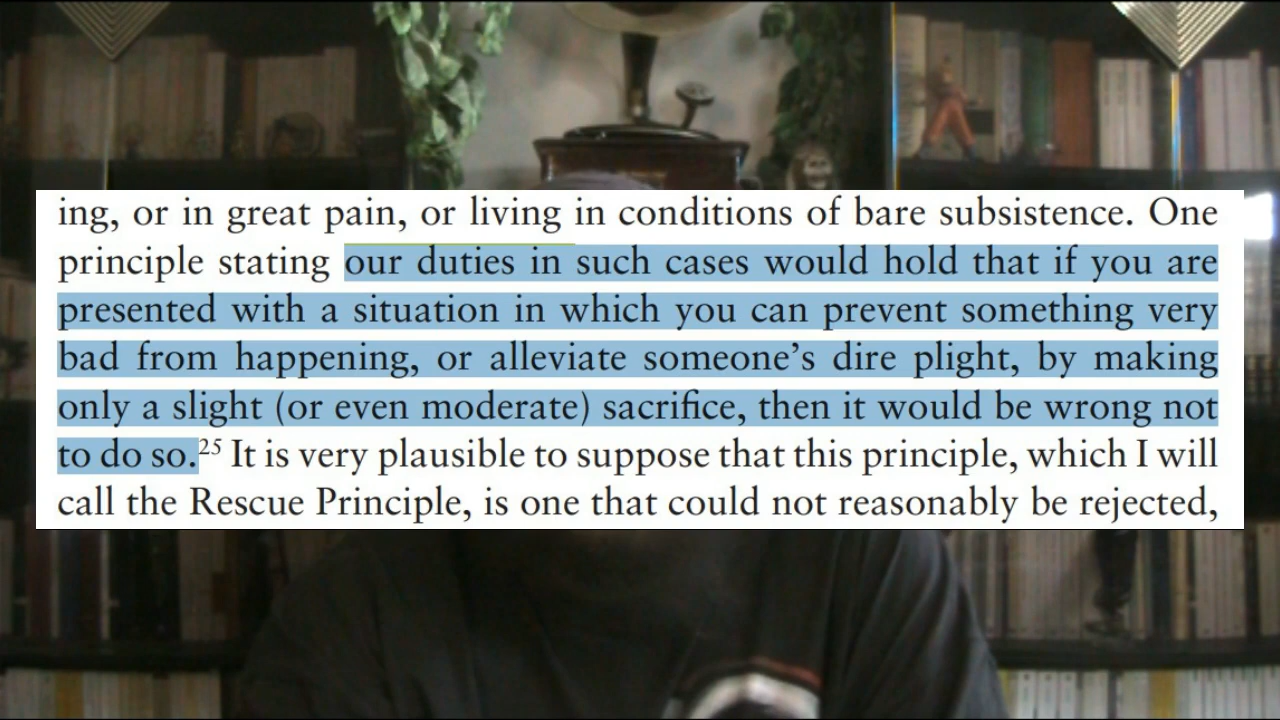 ing, or in great pain, or living in conditions of bare subsistence. One
principle stating our duties in such cases would hold that if you are
presented with a situation in which you can prevent something very
bad from happening, or alleviate someone’s dire plight, by making
only a slight (or even moderate) sacrifice, then it would be wrong not
to do so.25 It is very plausible to suppose that this principle, which I will
call the Rescue Principle, is one that could not reasonably be rejected,